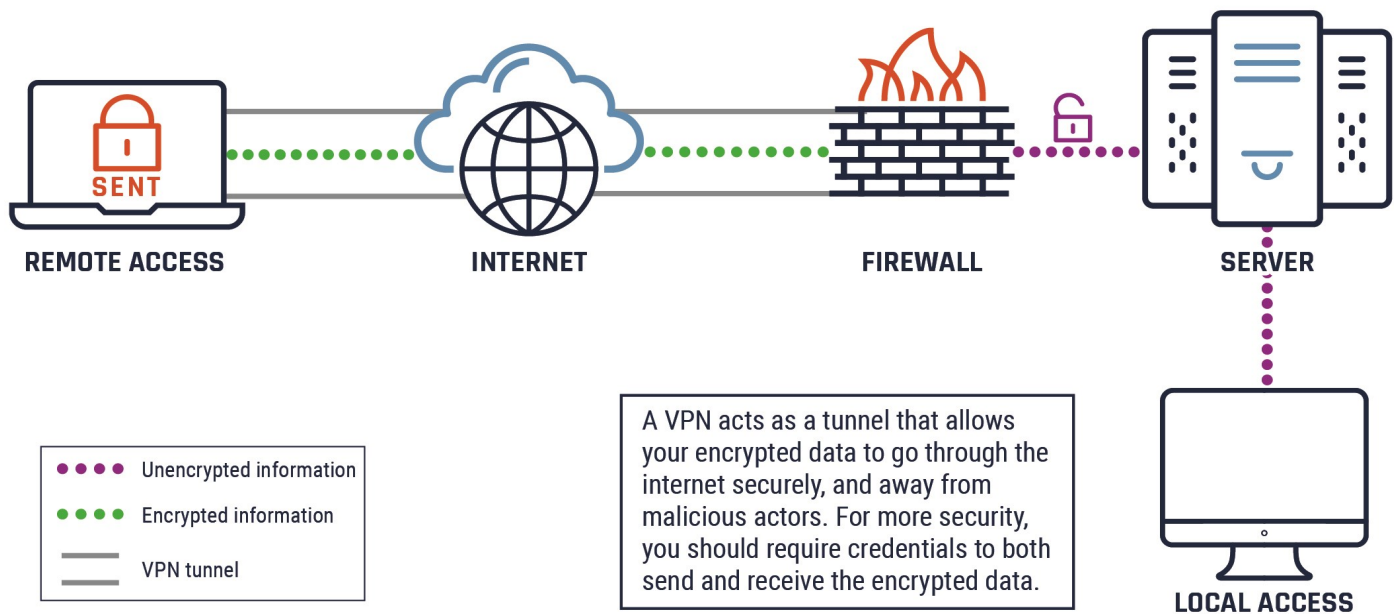 SENT
REMOTE ACCESS
INTERNET
FIREWALL
SERVER
Unencrypted information
Encrypted information
VPN tunnel
A VPN acts as a tunnel that allows
your encrypted data to go through the
internet securely, and away from
malicious actors. For more security,
you should require credentials to both
send and receive the encrypted data.
LOCAL ACCESS